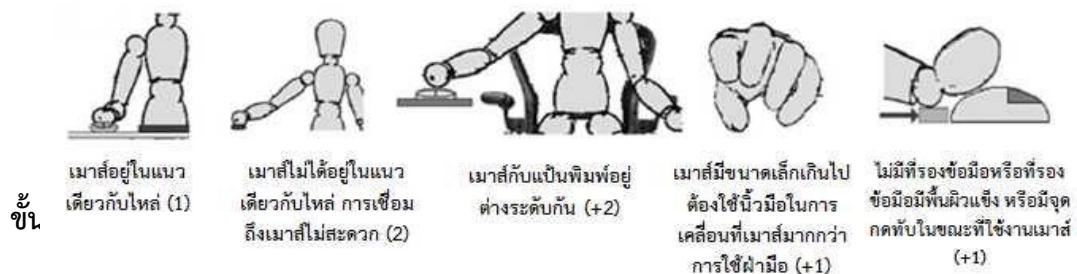 เมาส์อยู่ในแนว
เดียวกับไหล่ (1)
เมาส์ไม่ได้อยู่ในแนว
เดียวกับไหล่ การเชื่อม
ถึงเมาส์ไม่สะดวก (2)
เมาส์กับแป้นพิมพ์อยู่
ต่างระดับกัน (+2)
เมาส์มีขนาดเล็กเกินไป
ต้องใช้นิ้วมือในการ
เคลื่อนที่เมาส์มากกว่า
การใช้ฝ่ามือ (+1)
ไม่มีที่รองข้อมือหรือที่รอง
ข้อมือมีพื้นผิวแข็ง หรือมีจุด
กดทับในขณะที่ใช้งานเมาส์
(+1)